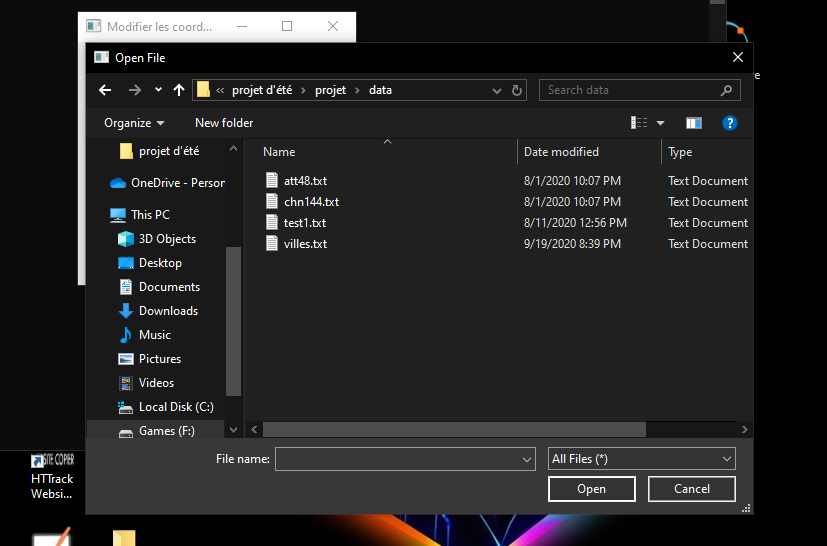 Modifier les coord...
Open File
« projet d'été › projet › data
Search data
Organize
New folder
Name
Date modified
Type
att48.txt 8/1/2020 10:07 PM Text Document
chn144.txt 8/1/2020 10:07 PM Text Document
test1.txt 8/11/2020 12:56 PM Text Document
villes.txt 9/19/2020 8:39 PM Text Document
projet d'été
OneDrive - Person
This PC
3D Objects
Desktop
Documents
Downloads
Music
Pictures
Videos
Local Disk (C:)
Games (F:)
File name:
All Files (*)
Open
Cancel
SITE COPIER
HTTrack
Websi...